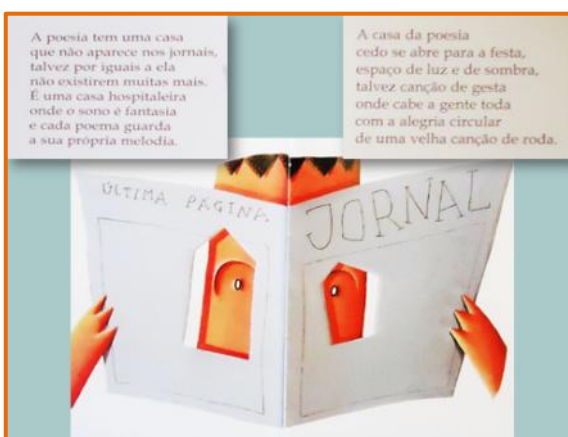 A poesia tem uma casa
que não aparece nos jornais,
talvez por iguais a ela
não existirem muitas mais.
É uma casa hospitaleira
onde o sono é fantasia
e cada poema guarda
a sua própria melodia.
A casa da poesia
cedo se abre para a festa,
espaço de luz e de sombra,
talvez canção de gesta
onde cabe a gente toda
com a alegria circular
de uma velha canção de roda.
ÚLTIMA PÁGINA
JORNAL